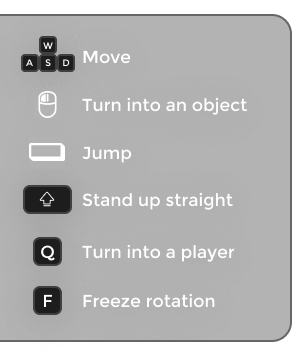 W
A S D Move
Turn into an object
Jump
Stand up straight
Q Turn into a player
F Freeze rotation